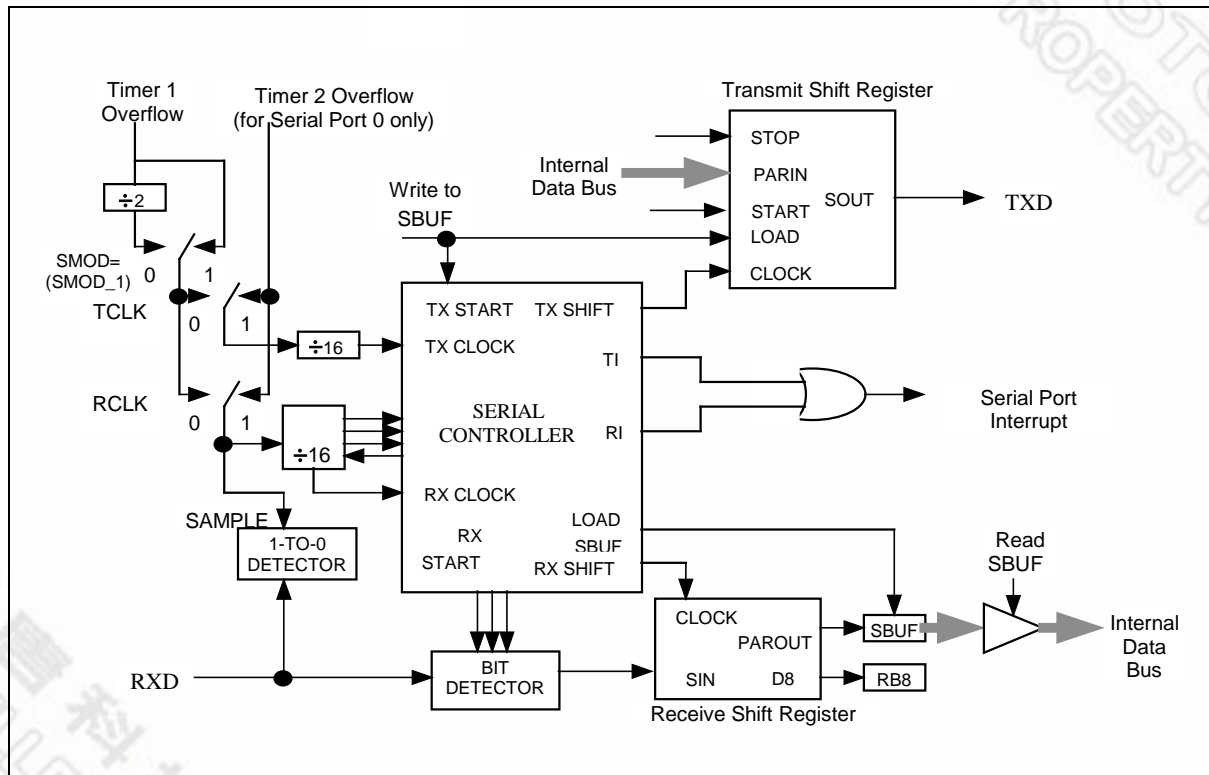 Timer 1
Overflow
Timer 2 Overflow
(for Serial Port 0 only)
÷2
SMOD=
(SMOD_1)
0
1
TCLK
0
1
RCLK
0
1
÷16
÷16
SAMPLE
1-TO-0
DETECTOR
RXD
Write to
SBUF
TX START
TX SHIFT
TX CLOCK
TI
SERIAL
CONTROLLER
RI
RX CLOCK
LOAD
SBUF
RX
START
RX SHIFT
BIT
DETECTOR
Transmit Shift Register
Internal
Data Bus
STOP
PARIN
START
SOUT
LOAD
CLOCK
TXD
Serial Port
Interrupt
CLOCK
PAROUT
SIN
D8
Receive Shift Register
SBUF
RB8
Read
SBUF
Internal
Data
Bus